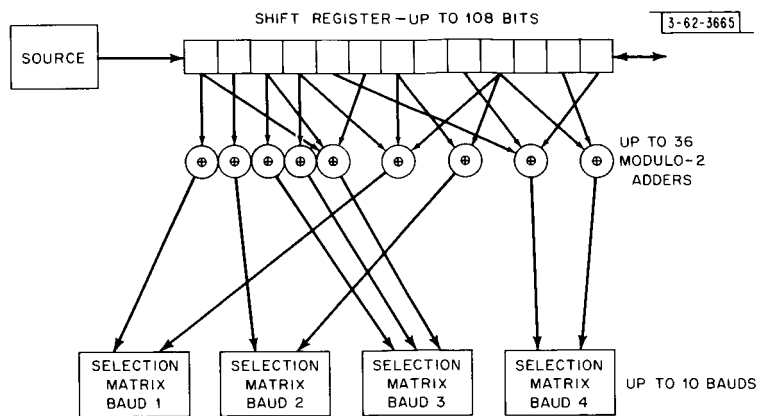 SHIFT REGISTER — UP TO 108 BITS
3-62-3665
SOURCE
⊕ ⊕ ⊕ ⊕ ⊕ ⊕ ⊕ ⊕ ⊕
UP TO 36
MODULO-2
ADDERS
SELECTION
MATRIX
BAUD 1
SELECTION
MATRIX
BAUD 2
SELECTION
MATRIX
BAUD 3
SELECTION
MATRIX
BAUD 4
UP TO 10 BAUDS